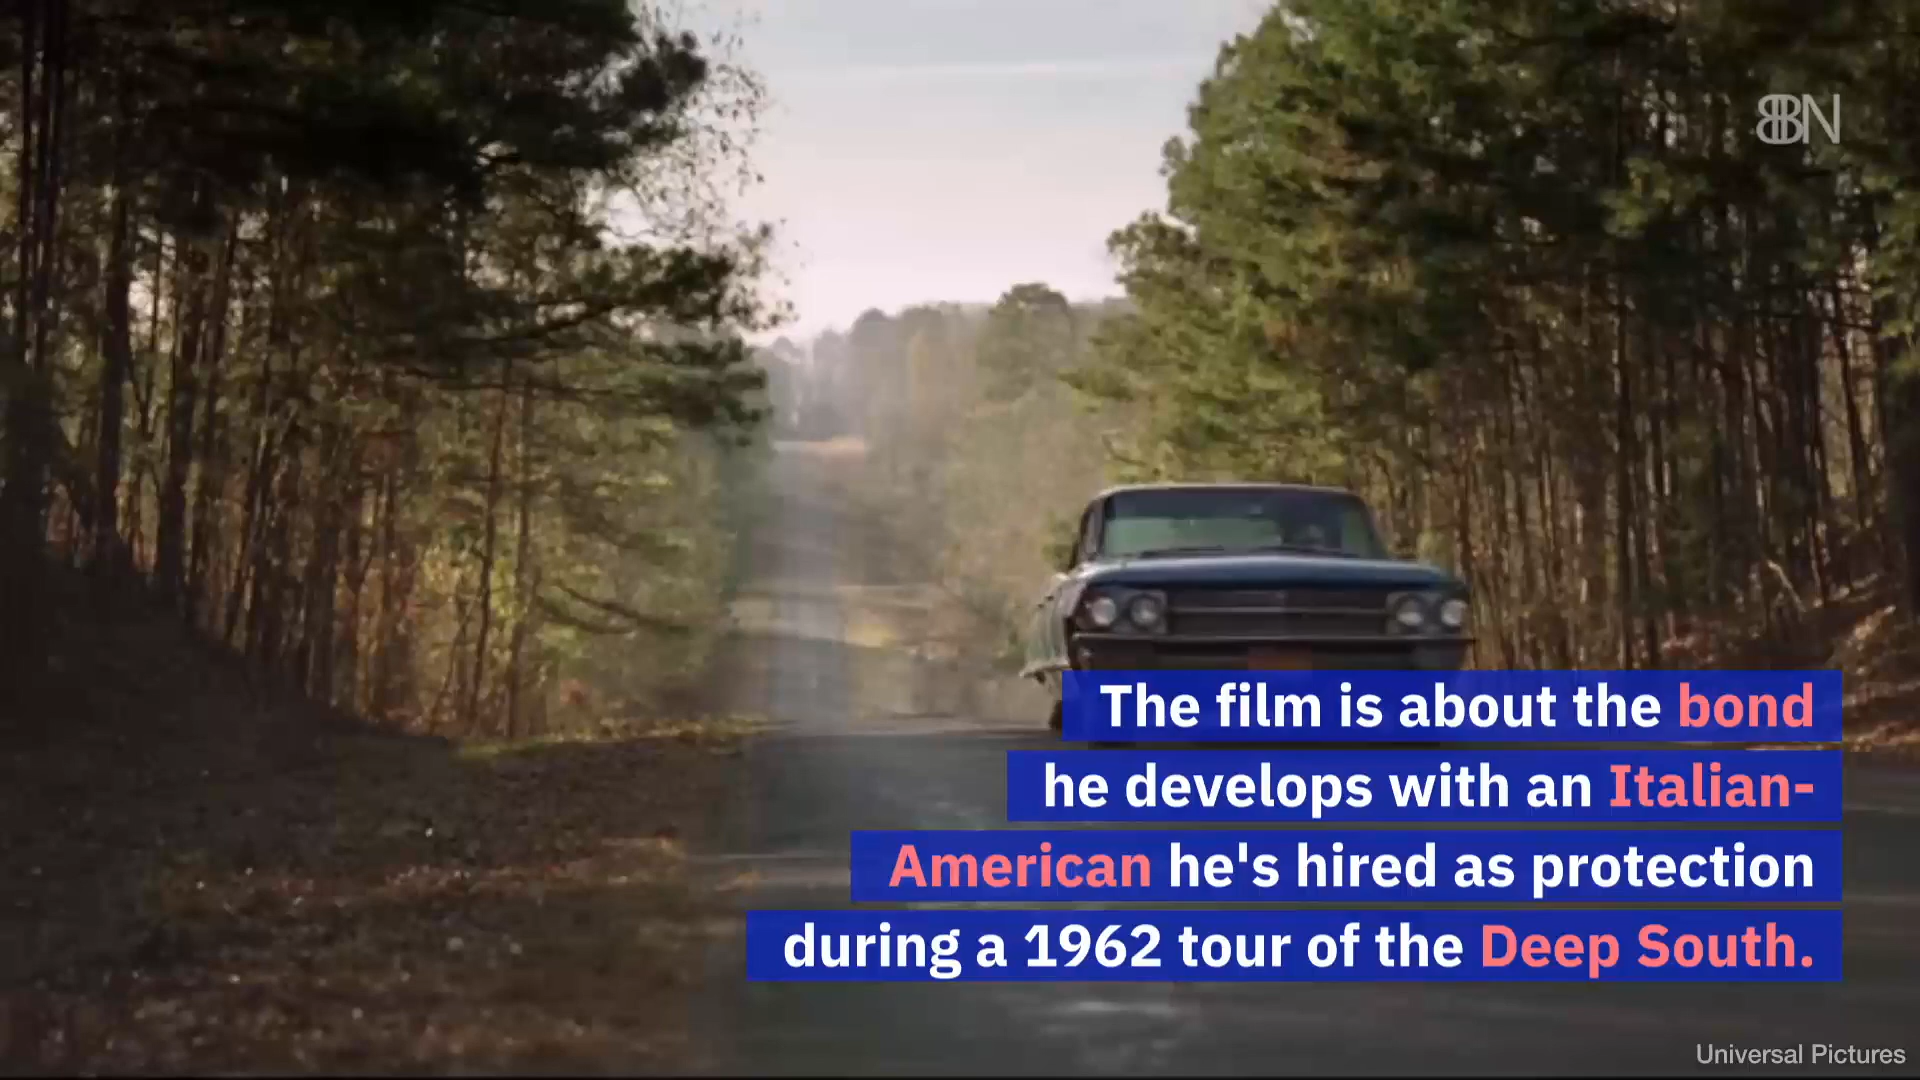 BBN
The film is about the bond
he develops with an Italian-
American he's hired as protection
during a 1962 tour of the Deep South.
Universal Pictures